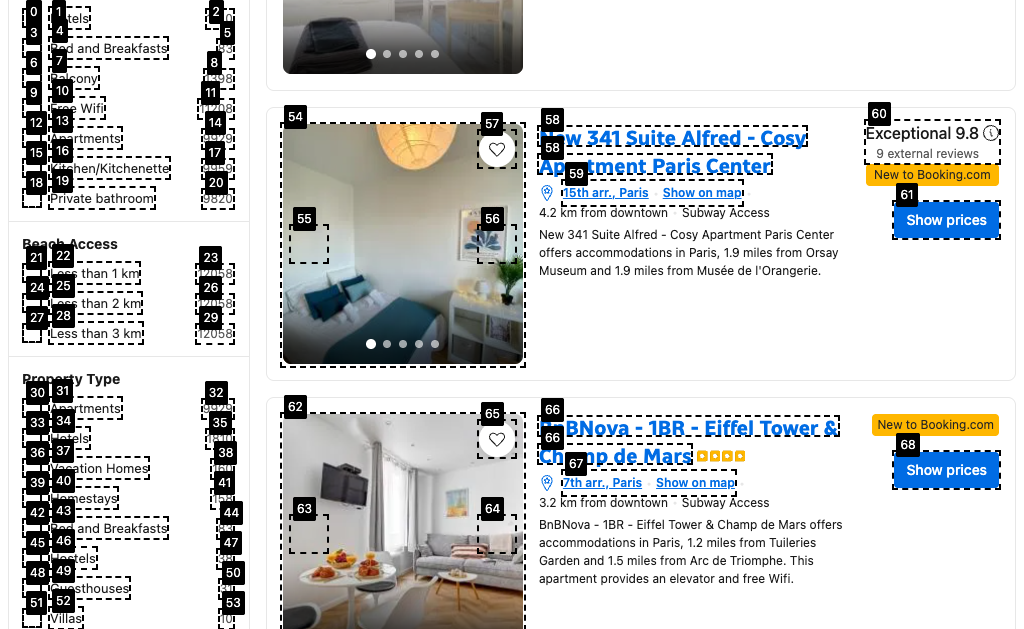 0
1
2
3
4
5
Bed and Breakfasts
83
6
7
Balcony
8
1398
9
10
Free Wifi
11
12
13
Apartments
14
9929
15
16
Kitchen/Kitchenette
17
18
19
Private bathroom
20
9820
Beach Access
21
22
Less than 1 km
23
12058
24
25
Less than 2 km
26
12058
27
28
Less than 3 km
29
12058
Property Type
30
31
Apartments
32
9929
33
34
Hotels
35
36
37
Vacation Homes
38
39
40
Homestays
41
42
43
Bed and Breakfasts
44
45
46
Hostels
47
48
49
Guesthouses
50
51
52
Villas
53
10
54
55
56
57
58
New 341 Suite Alfred - Cosy
58
Apartment Paris Center
59
15th arr., Paris · Show on map
4.2 km from downtown · Subway Access
New 341 Suite Alfred - Cosy Apartment Paris Center
offers accommodations in Paris, 1.9 miles from Orsay
Museum and 1.9 miles from Musée de l'Orangerie.
60
Exceptional 9.8
9 external reviews
New to Booking.com
61
Show prices
62
63
64
65
66
BnBNova - 1BR - Eiffel Tower &
66
Champ de Mars
67
7th arr., Paris · Show on map
3.2 km from downtown · Subway Access
BnBNova - 1BR - Eiffel Tower & Champ de Mars offers
accommodations in Paris, 1.2 miles from Tuileries
Garden and 1.5 miles from Arc de Triomphe. This
apartment provides an elevator and free Wifi.
New to Booking.com
68
Show prices